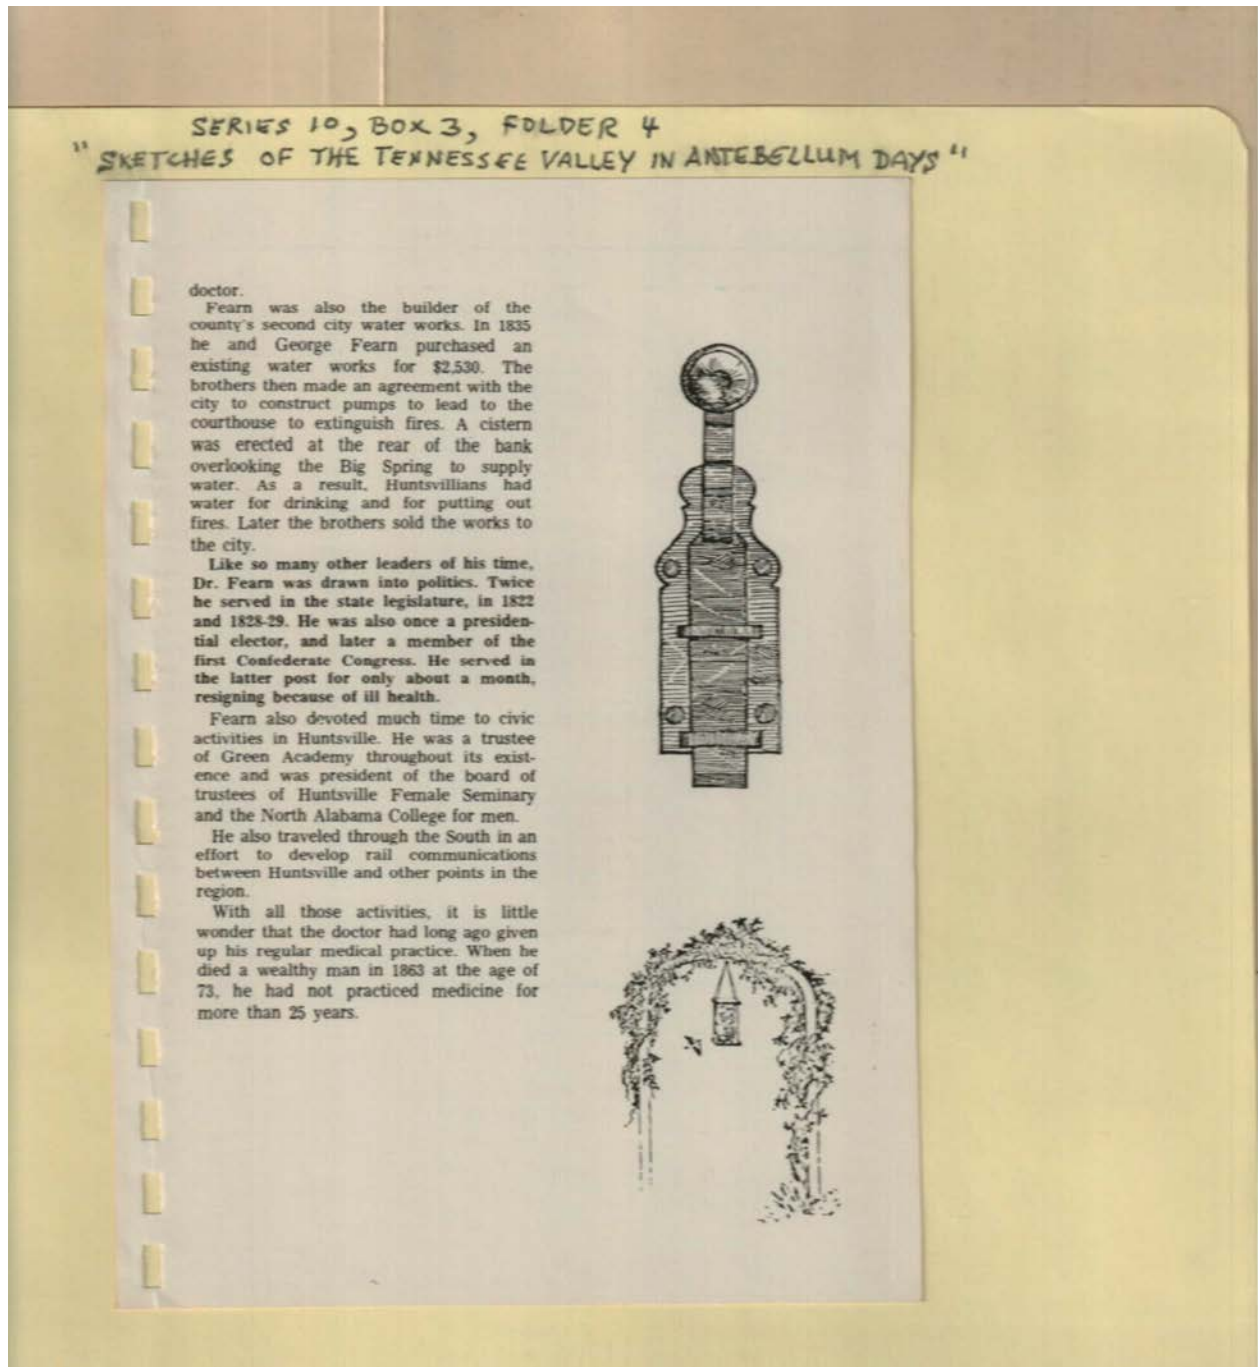 SERIES 10, BOX 3, FOLDER 4
"SKETCHES OF THE TENNESSEE VALLEY IN ANTEBELLUM DAYS"
doctor.
Fearn was also the builder of the
county's second city water works. In 1835
he and George Fearn purchased an
existing water works for $2,530. The
brothers then made an agreement with the
city to construct pumps to lead to the
courthouse to extinguish fires. A cistern
was erected at the rear of the bank
overlooking the Big Spring to supply
water. As a result, Huntsvillians had
water for drinking and for putting out
fires. Later the brothers sold the works to
the city.
Like so many other leaders of his time,
Dr. Fearn was drawn into politics. Twice
he served in the state legislature, in 1822
and 1828-29. He was also once a presiden-
tial elector, and later a member of the
first Confederate Congress. He served in
the latter post for only about a month,
resigning because of ill health.
Fearn also devoted much time to civic
activities in Huntsville. He was a trustee
of Green Academy throughout its exist-
ence and was president of the board of
trustees of Huntsville Female Seminary
and the North Alabama College for men.
He also traveled through the South in an
effort to develop rail communications
between Huntsville and other points in the
region.
With all those activities, it is little
wonder that the doctor had long ago given
up his regular medical practice. When he
died a wealthy man in 1863 at the age of
73, he had not practiced medicine for
more than 25 years.